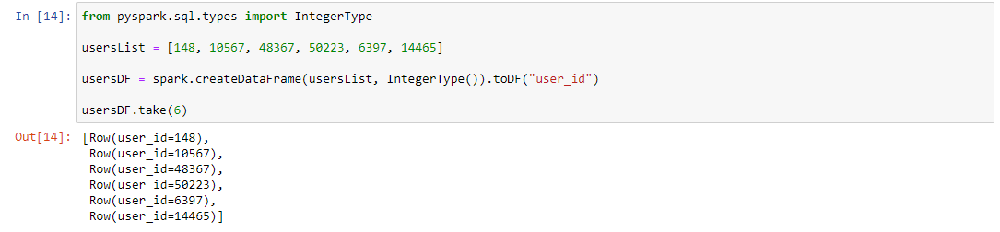 In [14]: from pyspark.sql.types import IntegerType
usersList = [148, 10567, 48367, 50223, 6397, 14465]
usersDF = spark.createDataFrame(usersList, IntegerType()).toDF("user_id")
usersDF.take(6)
Out[14]: [Row(user_id=148),
Row(user_id=10567),
Row(user_id=48367),
Row(user_id=50223),
Row(user_id=6397),
Row(user_id=14465)]